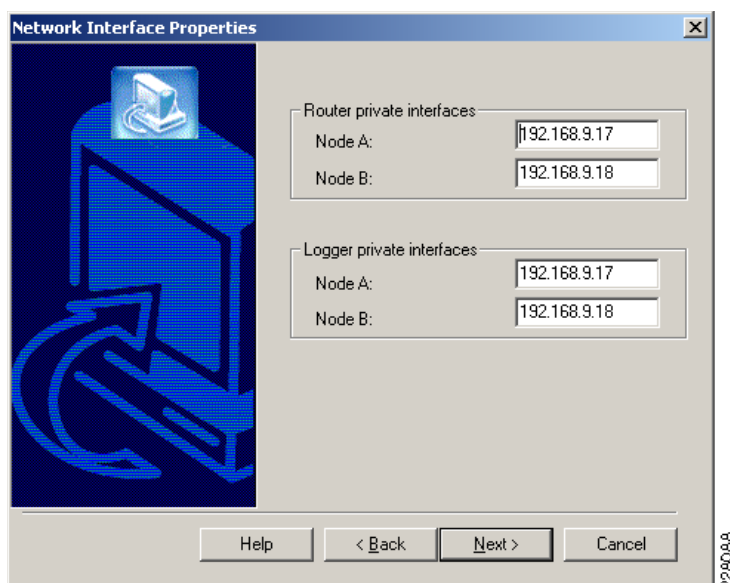 Network Interface Properties
Router private interfaces
Node A: 192.168.9.17
Node B: 192.168.9.18
Logger private interfaces
Node A: 192.168.9.17
Node B: 192.168.9.18
Help < Back Next > Cancel